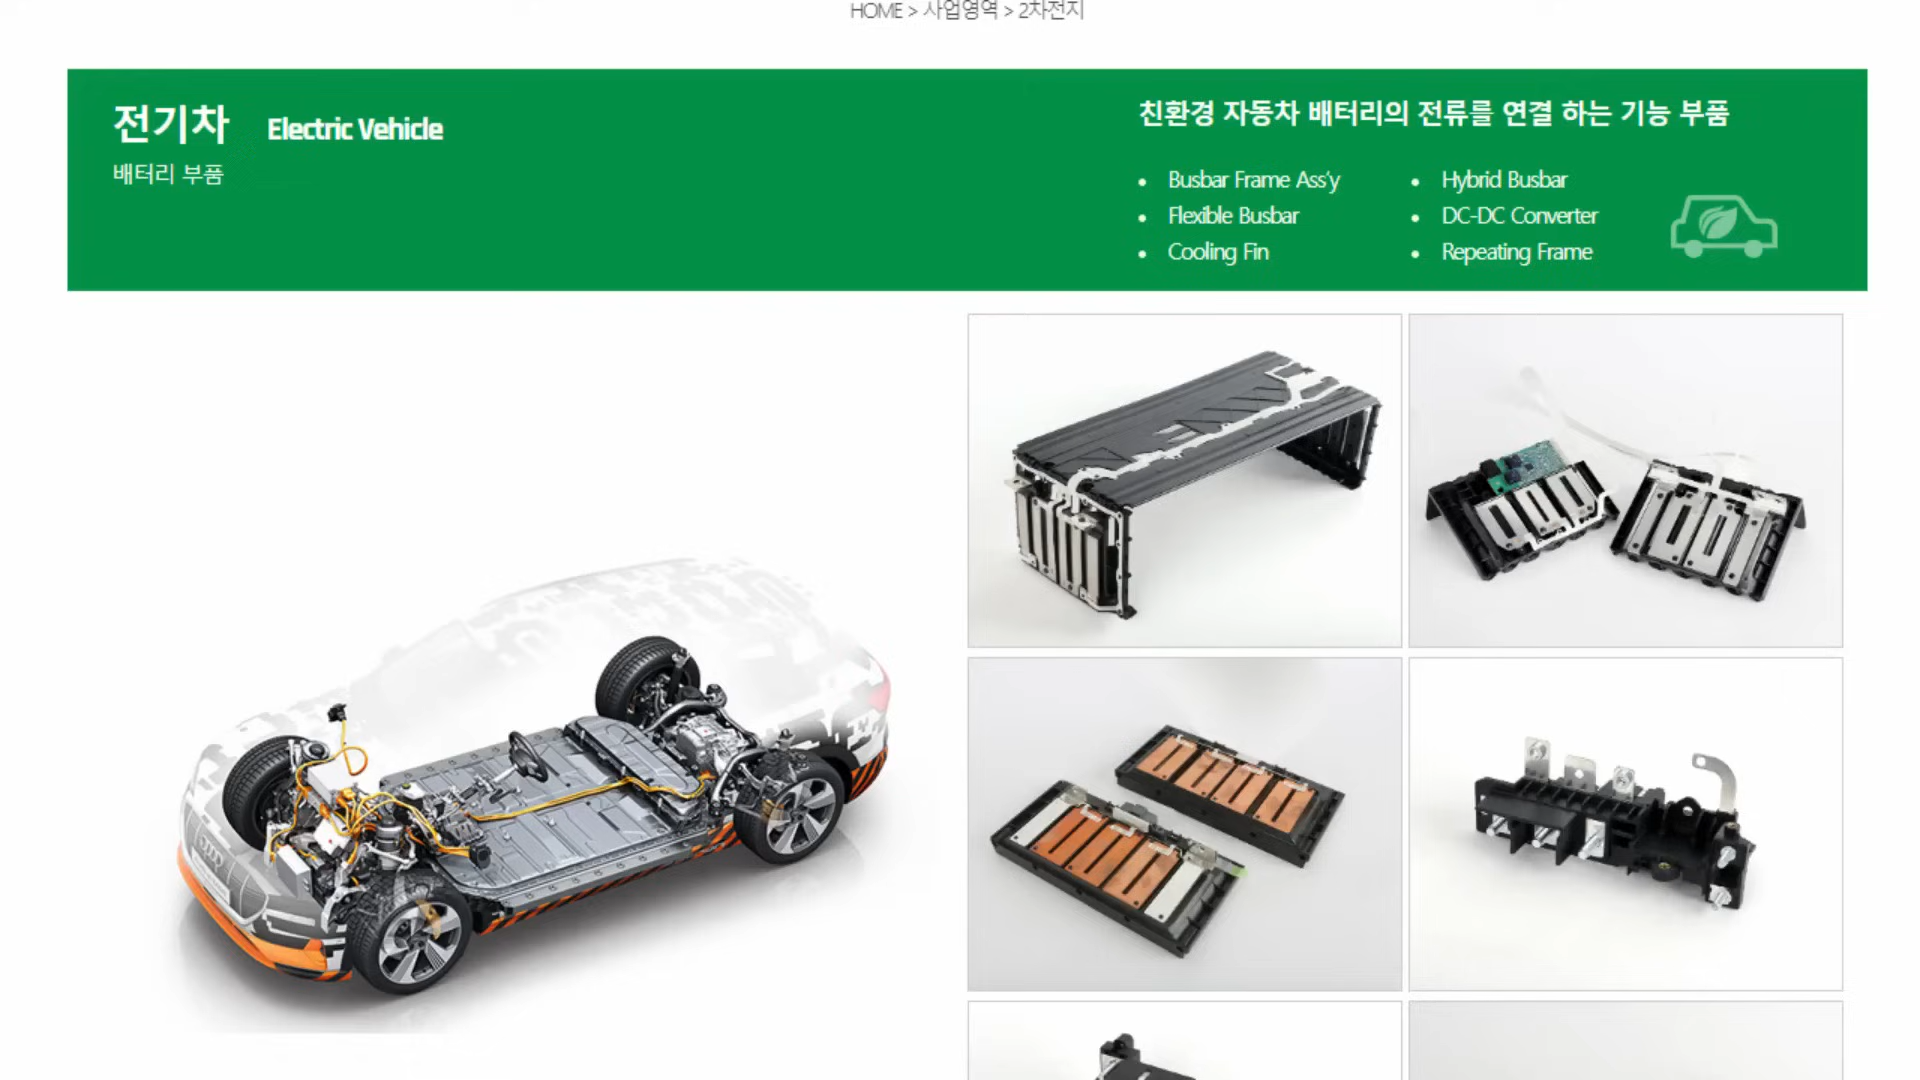 HOME > 사업영역 > 2차전지
전기차 Electric Vehicle
배터리 부품
친환경 자동차 배터리의 전류를 연결 하는 기능 부품
• Busbar Frame Ass'y
• Flexible Busbar
• Cooling Fin
• Hybrid Busbar
• DC-DC Converter
• Repeating Frame